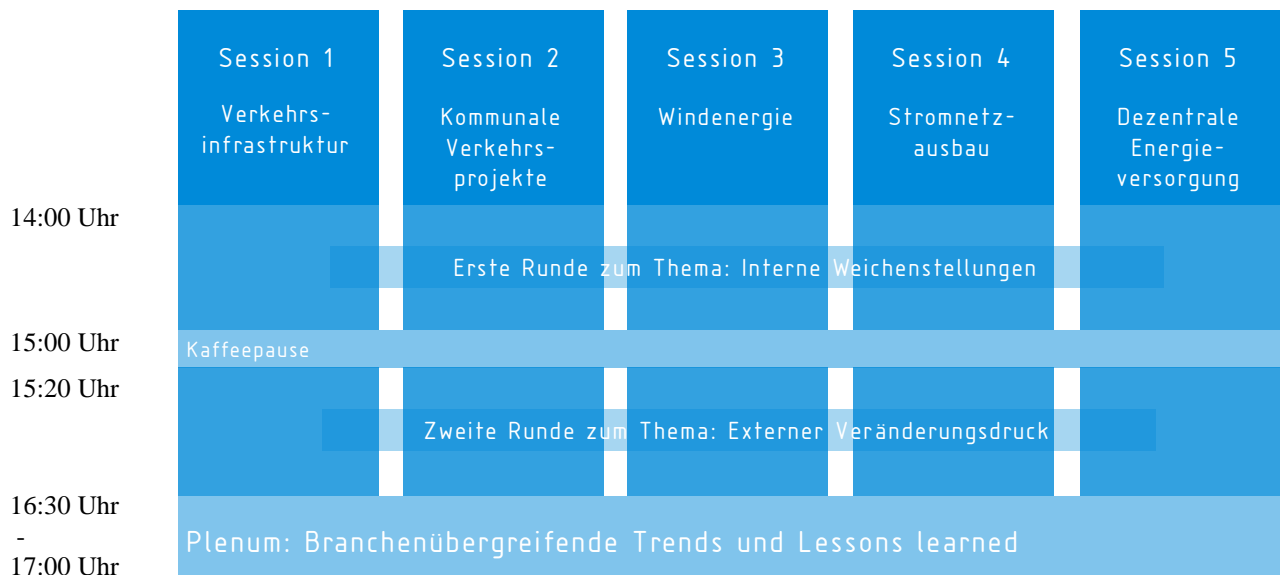 Session 1
Verkehrs-
infrastruktur
Session 2
Kommunale
Verkehrs-
projekte
Session 3
Windenergie
Session 4
Stromnetz-
ausbau
Session 5
Dezentrale
Energie-
versorgung
14:00 Uhr
Erste Runde zum Thema: Interne Weichenstellungen
15:00 Uhr
Kaffeepause
15:20 Uhr
Zweite Runde zum Thema: Externer Veränderungsdruck
16:30 Uhr
-
17:00 Uhr
Plenum: Branchenübergreifende Trends und Lessons learned